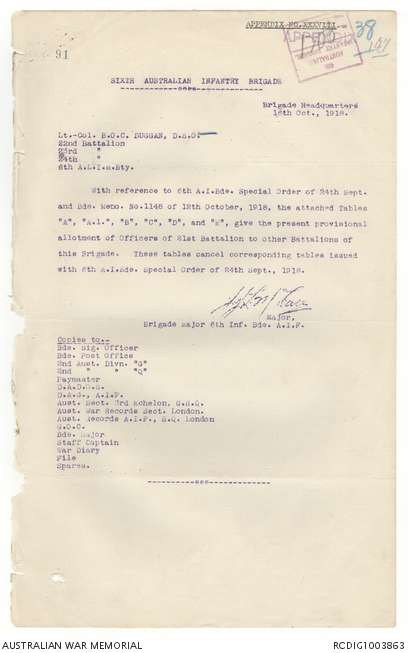 APPENDIX NO.XXXVIII.
38
91
SIXTH AUSTRALIAN INFANTRY BRIGADE
Brigade Headquarters
16th Oct., 1918.
Lt.-Col. B.O.C. DUGGAN, D.S.O.
22nd Battalion
23rd "
24th "
6th A.L.T.M.Bty.
With reference to 6th A.I.Bde. Special Order of 24th Sept.
and Bde. Memo. No.1148 of 12th October, 1918, the attached Tables
"A", "A.1.", "B", "C", "D", and "E", give the present provisional
allotment of Officers of 21st Battalion to other Battalions of
this Brigade. These tables cancel corresponding tables issued
with 6th A.I.Bde. Special Order of 24th Sept., 1918.
Major,
Brigade Major 6th Inf. Bde. A.I.F.
Copies to--
Bde. Sig. Officer
Bde. Post Office
2nd Aust. Divn. "G"
2nd " " "Q"
Paymaster
D.A.G., A.I.F.
Aust. Sect. 3rd Echelon, G.H.Q.
Aust. War Records Sect. London.
Aust. Records A.I.F., H.Q. London
G.O.C.
Bde. Major
Staff Captain
War Diary
File
Spares.
AUSTRALIAN WAR MEMORIAL
RCDIG1003863